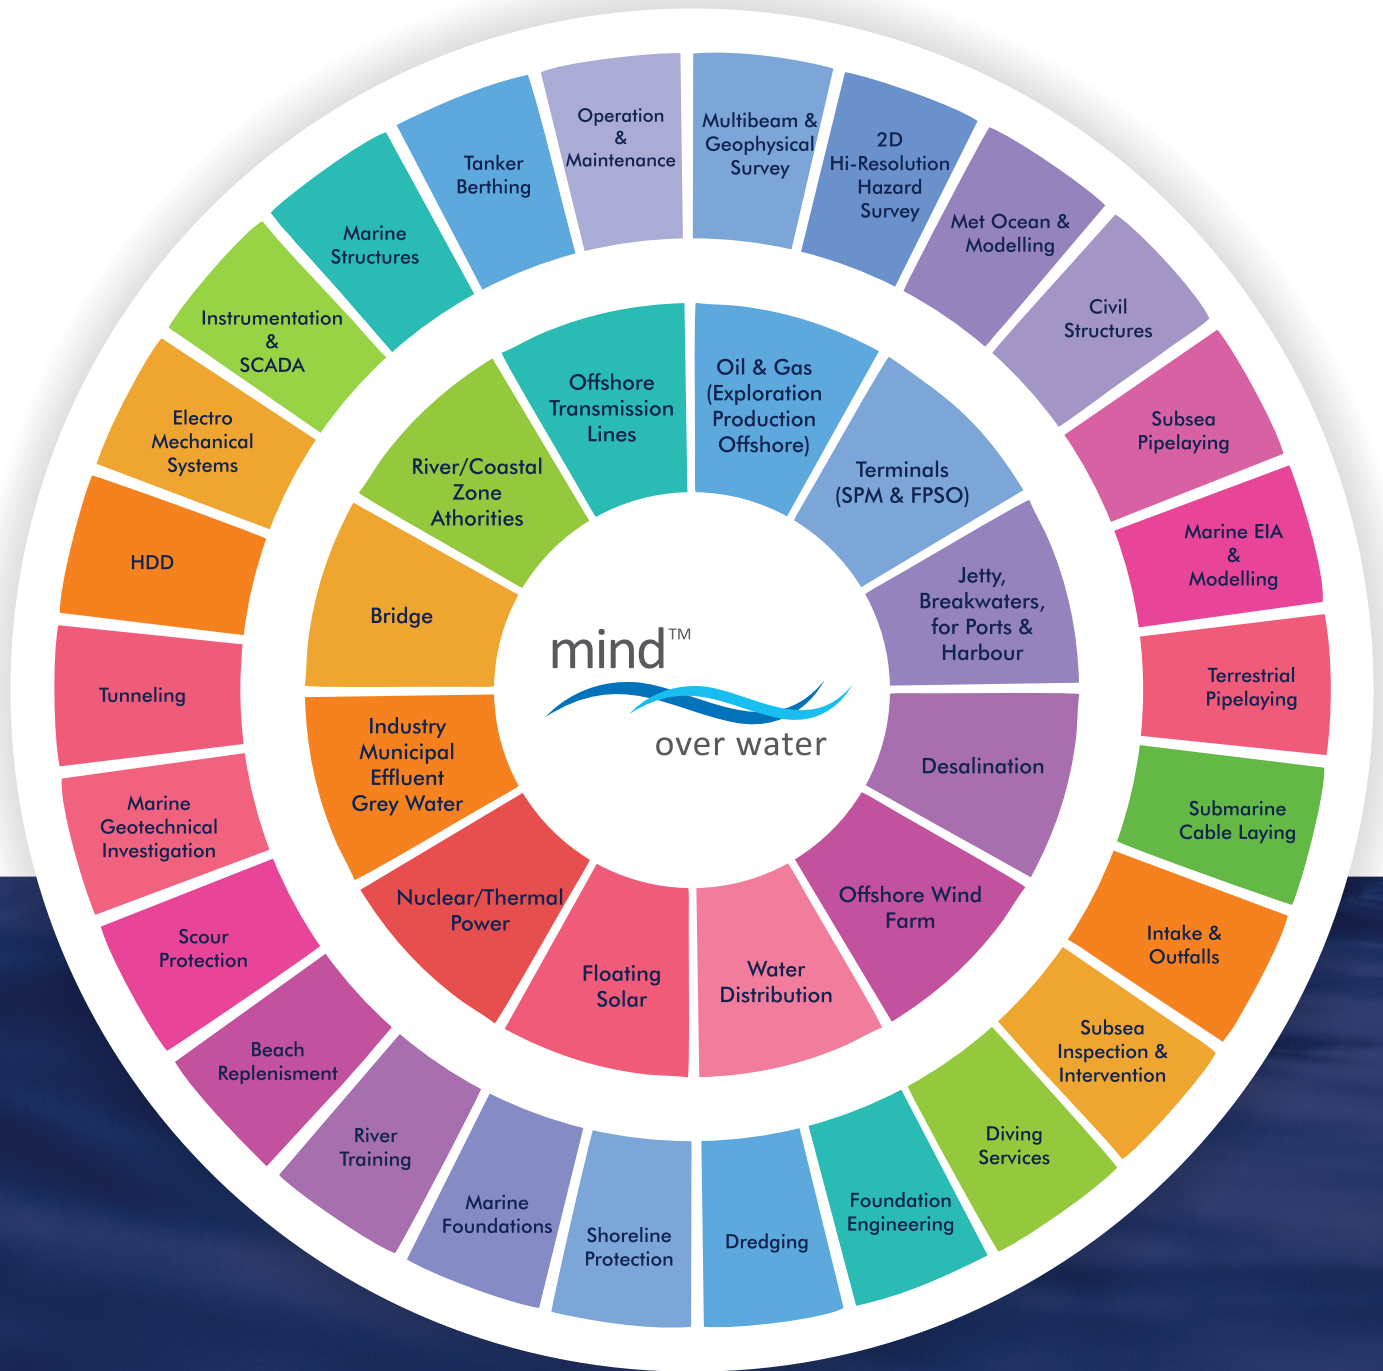 Operation
&
Maintenance
Multibeam &
Geophysical
Survey
2D
Hi-Resolution
Hazard
Survey
Met Ocean &
Modelling
Civil
Structures
Subsea
Pipelaying
Marine EIA
&
Modelling
Terrestrial
Pipelaying
Submarine
Cable Laying
Intake &
Outfalls
Subsea
Inspection &
Intervention
Diving
Services
Foundation
Engineering
Dredging
Shoreline
Protection
Marine
Foundations
River
Training
Beach
Replenisment
Scour
Protection
Marine
Geotechnical
Investigation
Tunneling
HDD
Electro
Mechanical
Systems
Instrumentation
&
SCADA
Marine
Structures
Tanker
Berthing
Oil & Gas
(Exploration
Production
Offshore)
Terminals
(SPM & FPSO)
Jetty,
Breakwaters,
for Ports &
Harbour
Desalination
Offshore Wind
Farm
Water
Distribution
Floating
Solar
Nuclear/Thermal
Power
Industry
Municipal
Effluent
Grey Water
Bridge
River/Coastal
Zone
Athorities
Offshore
Transmission
Lines
mind™
over water